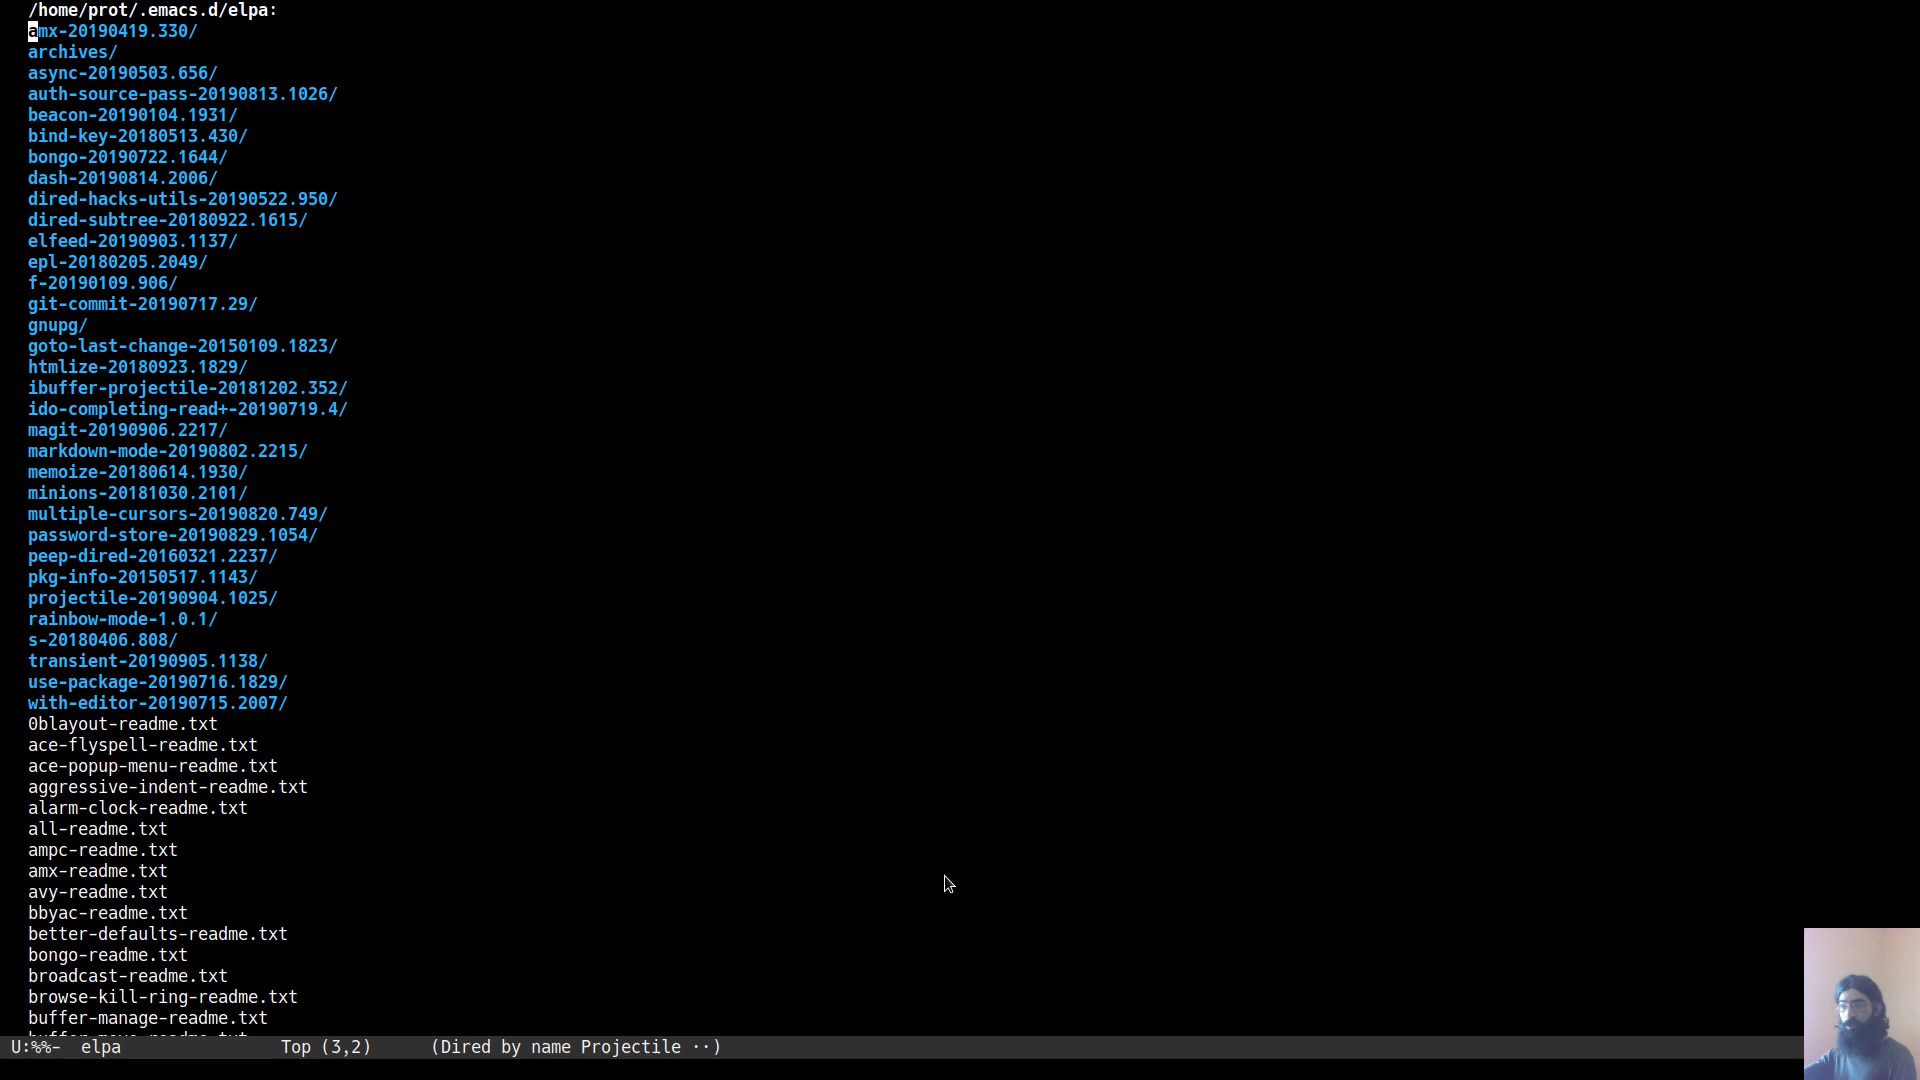 /home/prot/.emacs.d/elpa:
amx-20190419.330/
archives/
async-20190503.656/
auth-source-pass-20190813.1026/
beacon-20190104.1931/
bind-key-20180513.430/
bongo-20190722.1644/
dash-20190814.2006/
dired-hacks-utils-20190522.950/
dired-subtree-20180922.1615/
elfeed-20190903.1137/
epl-20180205.2049/
f-20190109.906/
git-commit-20190717.29/
gnupg/
goto-last-change-20150109.1823/
htmlize-20180923.1829/
ibuffer-projectile-20181202.352/
ido-completing-read+-20190719.4/
magit-20190906.2217/
markdown-mode-20190802.2215/
memoize-20180614.1930/
minions-20181030.2101/
multiple-cursors-20190820.749/
password-store-20190829.1054/
peep-dired-20160321.2237/
pkg-info-20150517.1143/
projectile-20190904.1025/
rainbow-mode-1.0.1/
s-20180406.808/
transient-20190905.1138/
use-package-20190716.1829/
with-editor-20190715.2007/
0blayout-readme.txt
ace-flyspell-readme.txt
ace-popup-menu-readme.txt
aggressive-indent-readme.txt
alarm-clock-readme.txt
all-readme.txt
ampc-readme.txt
amx-readme.txt
avy-readme.txt
bbyac-readme.txt
better-defaults-readme.txt
bongo-readme.txt
broadcast-readme.txt
browse-kill-ring-readme.txt
buffer-manage-readme.txt
U:%%-  elpa                Top (3,2)      (Dired by name Projectile ··)